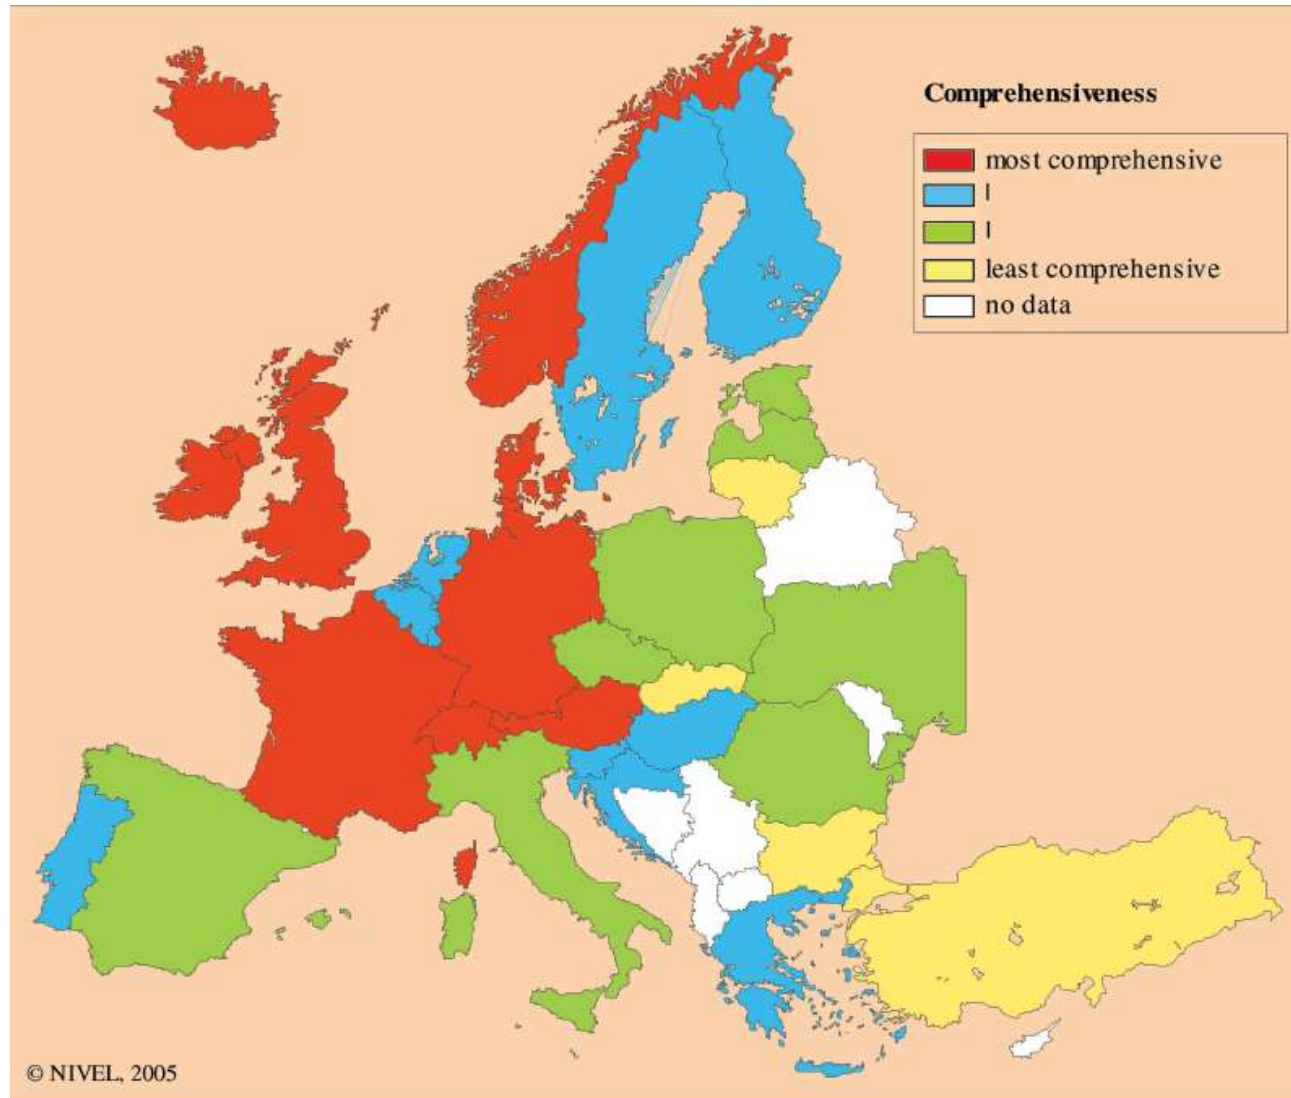 Comprehensiveness
most comprehensive
|
|
least comprehensive
no data
© NIVEL, 2005